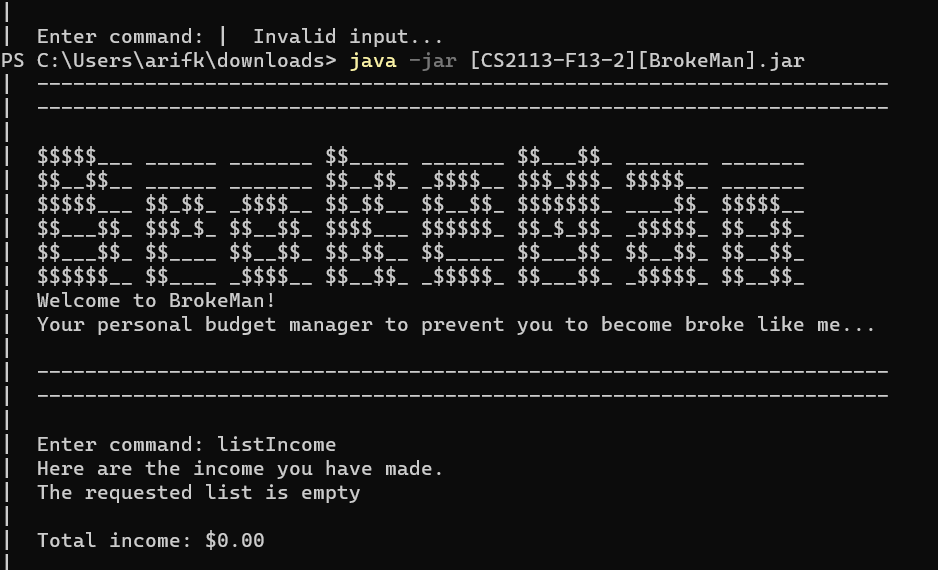 |
|  Enter command: |  Invalid input...
PS C:\Users\arifk\downloads> java -jar [CS2113-F13-2][BrokeMan].jar
|  -----------------------------------------------------------------------
|  -----------------------------------------------------------------------
|
|  $$$$$___ ______ _______ $$_____ _______ $$___$$_ _______ _______
|  $$__$$__ ______ _______ $$__$$_ _$$$$__ $$$_$$$_ $$$$$__ _______
|  $$$$$___ $$_$$_ _$$$$__ $$_$$__ $$__$$_ $$$$$$$_ ____$$_ $$$$$__
|  $$___$$_ $$$_$_ $$__$$_ $$$$___ $$$$$$_ $$_$_$$_ _$$$$$_ $$__$$_
|  $$___$$_ $$____ $$__$$_ $$_$$__ $$_____ $$___$$_ $$__$$_ $$__$$_
|  $$$$$$__ $$____ _$$$$__ $$__$$_ _$$$$$_ $$___$$_ _$$$$$_ $$__$$_
|  Welcome to BrokeMan!
|  Your personal budget manager to prevent you to become broke like me...
|
|  -----------------------------------------------------------------------
|  -----------------------------------------------------------------------
|
|  Enter command: listIncome
|  Here are the income you have made.
|  The requested list is empty
|
|  Total income: $0.00
|